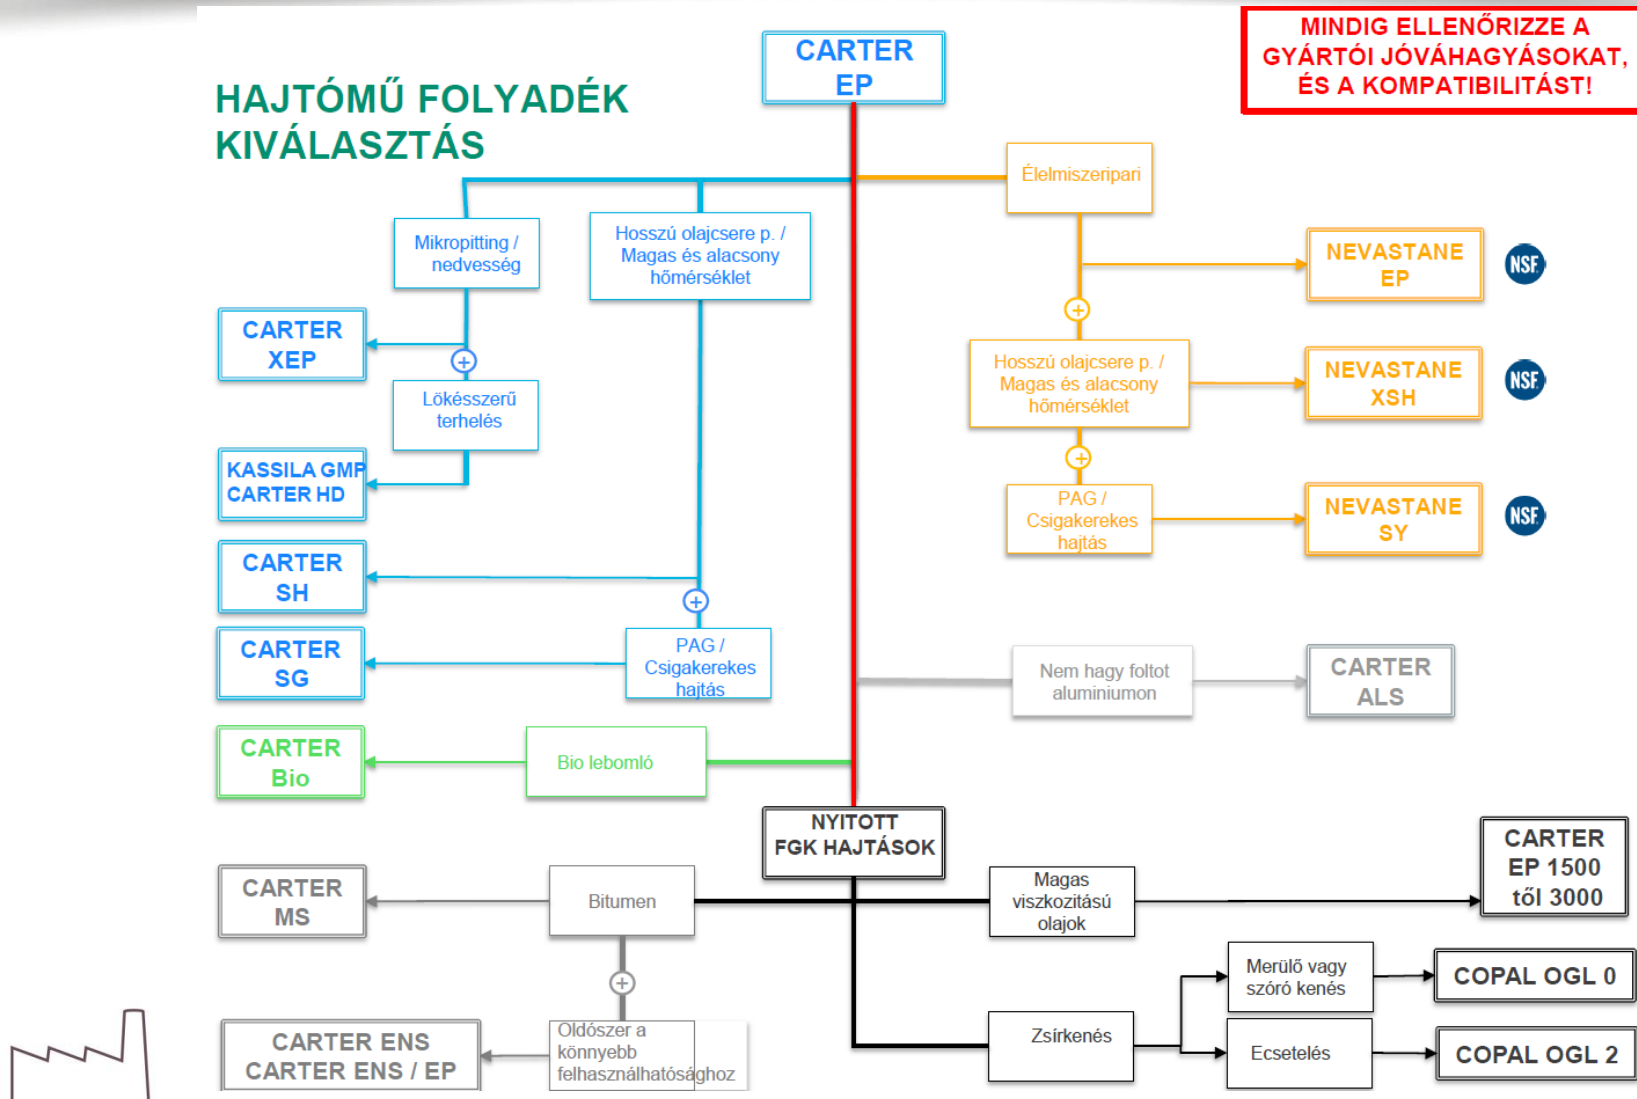 CARTER
EP
MINDIG ELLENŐRIZZE A
GYÁRTÓI JÓVÁHAGYÁSOKAT,
ÉS A KOMPATIBILITÁST!
HAJTÓMŰ FOLYADÉK
KIVÁLASZTÁS
Élelmiszeripari
Mikropitting /
nedvesség
Hosszú olajcsere p. /
Magas és alacsony
hőmérséklet
NEVASTANE
EP
NSF
CARTER
XEP
+
+
Lökésszerű
terhelés
Hosszú olajcsere p. /
Magas és alacsony
hőmérséklet
NEVASTANE
XSH
NSF
KASSILA GMP
CARTER HD
+
PAG /
Csigakerekes
hajtás
NEVASTANE
SY
NSF
CARTER
SH
+
CARTER
SG
PAG /
Csigakerekes
hajtás
Nem hagy foltot
aluminiumon
CARTER
ALS
CARTER
Bio
Bio lebomló
NYITOTT
FGK HAJTÁSOK
CARTER
MS
Bitumen
Magas
viszkozitású
olajok
CARTER
EP 1500
től 3000
+
Merülő vagy
szóró kenés
COPAL OGL 0
CARTER ENS
CARTER ENS / EP
Oldószer a
könnyebb
felhasználhatósághoz
Zsírkenés
Ecsetelés
COPAL OGL 2